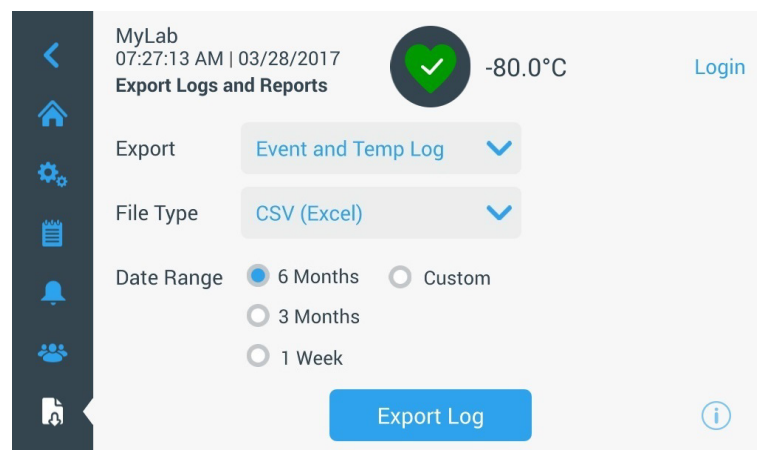 MyLab
07:27:13 AM | 03/28/2017
Export Logs and Reports
-80.0°C
Login
Export
Event and Temp Log
File Type
CSV (Excel)
Date Range
6 Months
Custom
3 Months
1 Week
Export Log
i